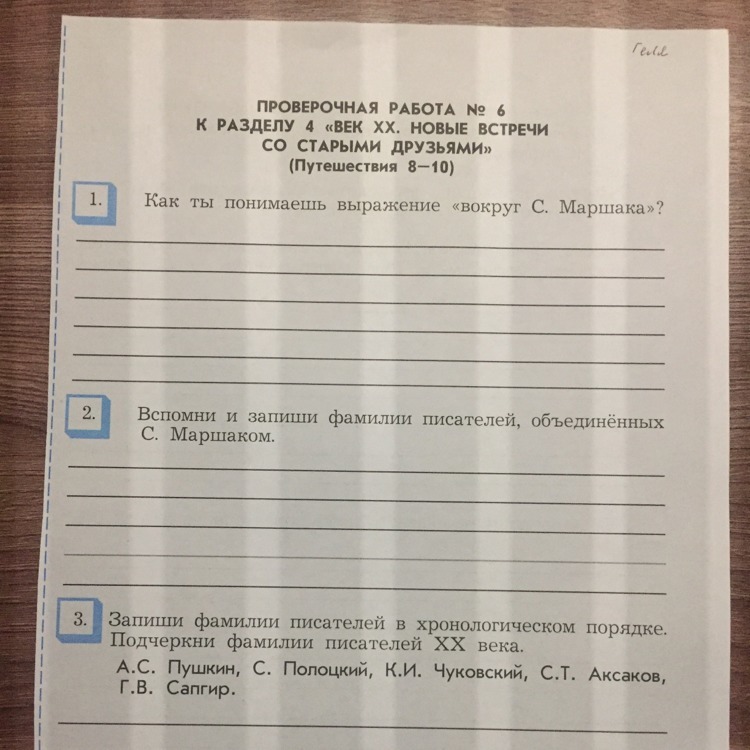 Геля
ПРОВЕРОЧНАЯ РАБОТА № 6
К РАЗДЕЛУ 4 «ВЕК XX. НОВЫЕ ВСТРЕЧИ
СО СТАРЫМИ ДРУЗЬЯМИ»
(Путешествия 8—10)
1. Как ты понимаешь выражение «вокруг С. Маршака»?
2. Вспомни и запиши фамилии писателей, объединённых
С. Маршаком.
3. Запиши фамилии писателей в хронологическом порядке.
Подчеркни фамилии писателей XX века.
А.С. Пушкин, С. Полоцкий, К.И. Чуковский, С.Т. Аксаков,
Г.В. Сапгир.